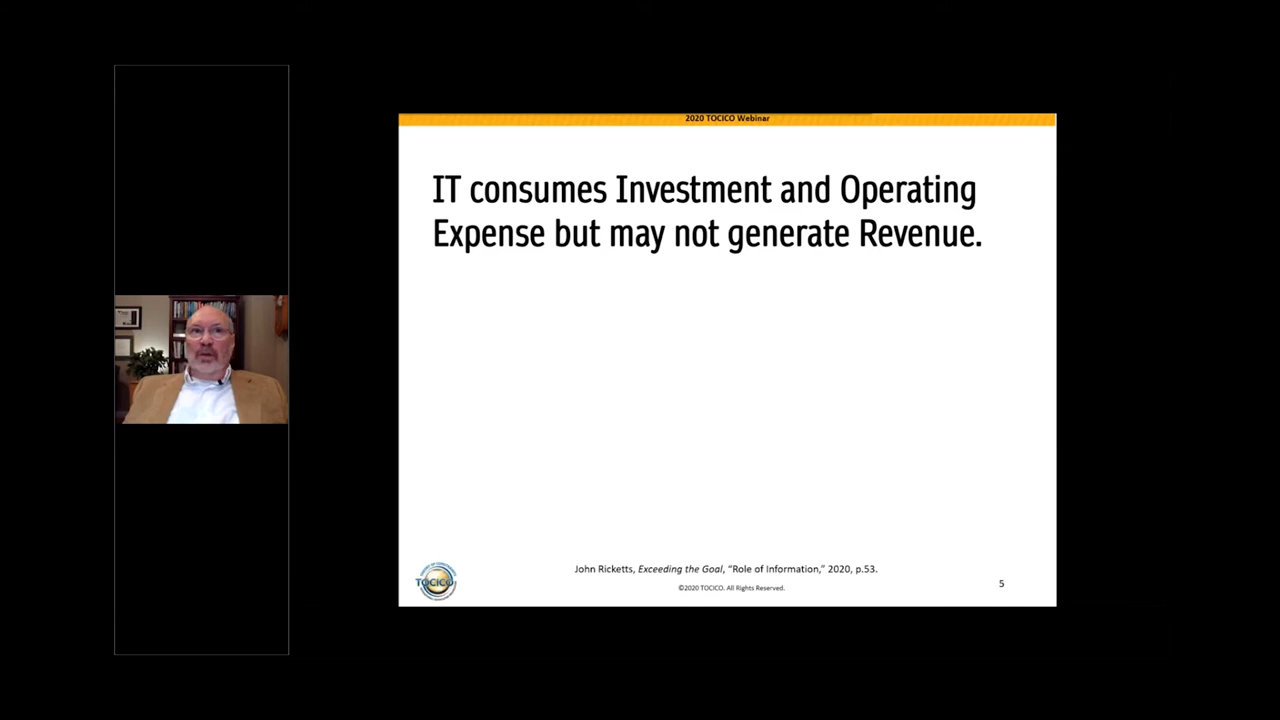 2020 TOCICO Webinar
IT consumes Investment and Operating
Expense but may not generate Revenue.
TOCICO
John Ricketts, Exceeding the Goal, “Role of Information,” 2020, p.53.
©2020 TOCICO. All Rights Reserved.
5